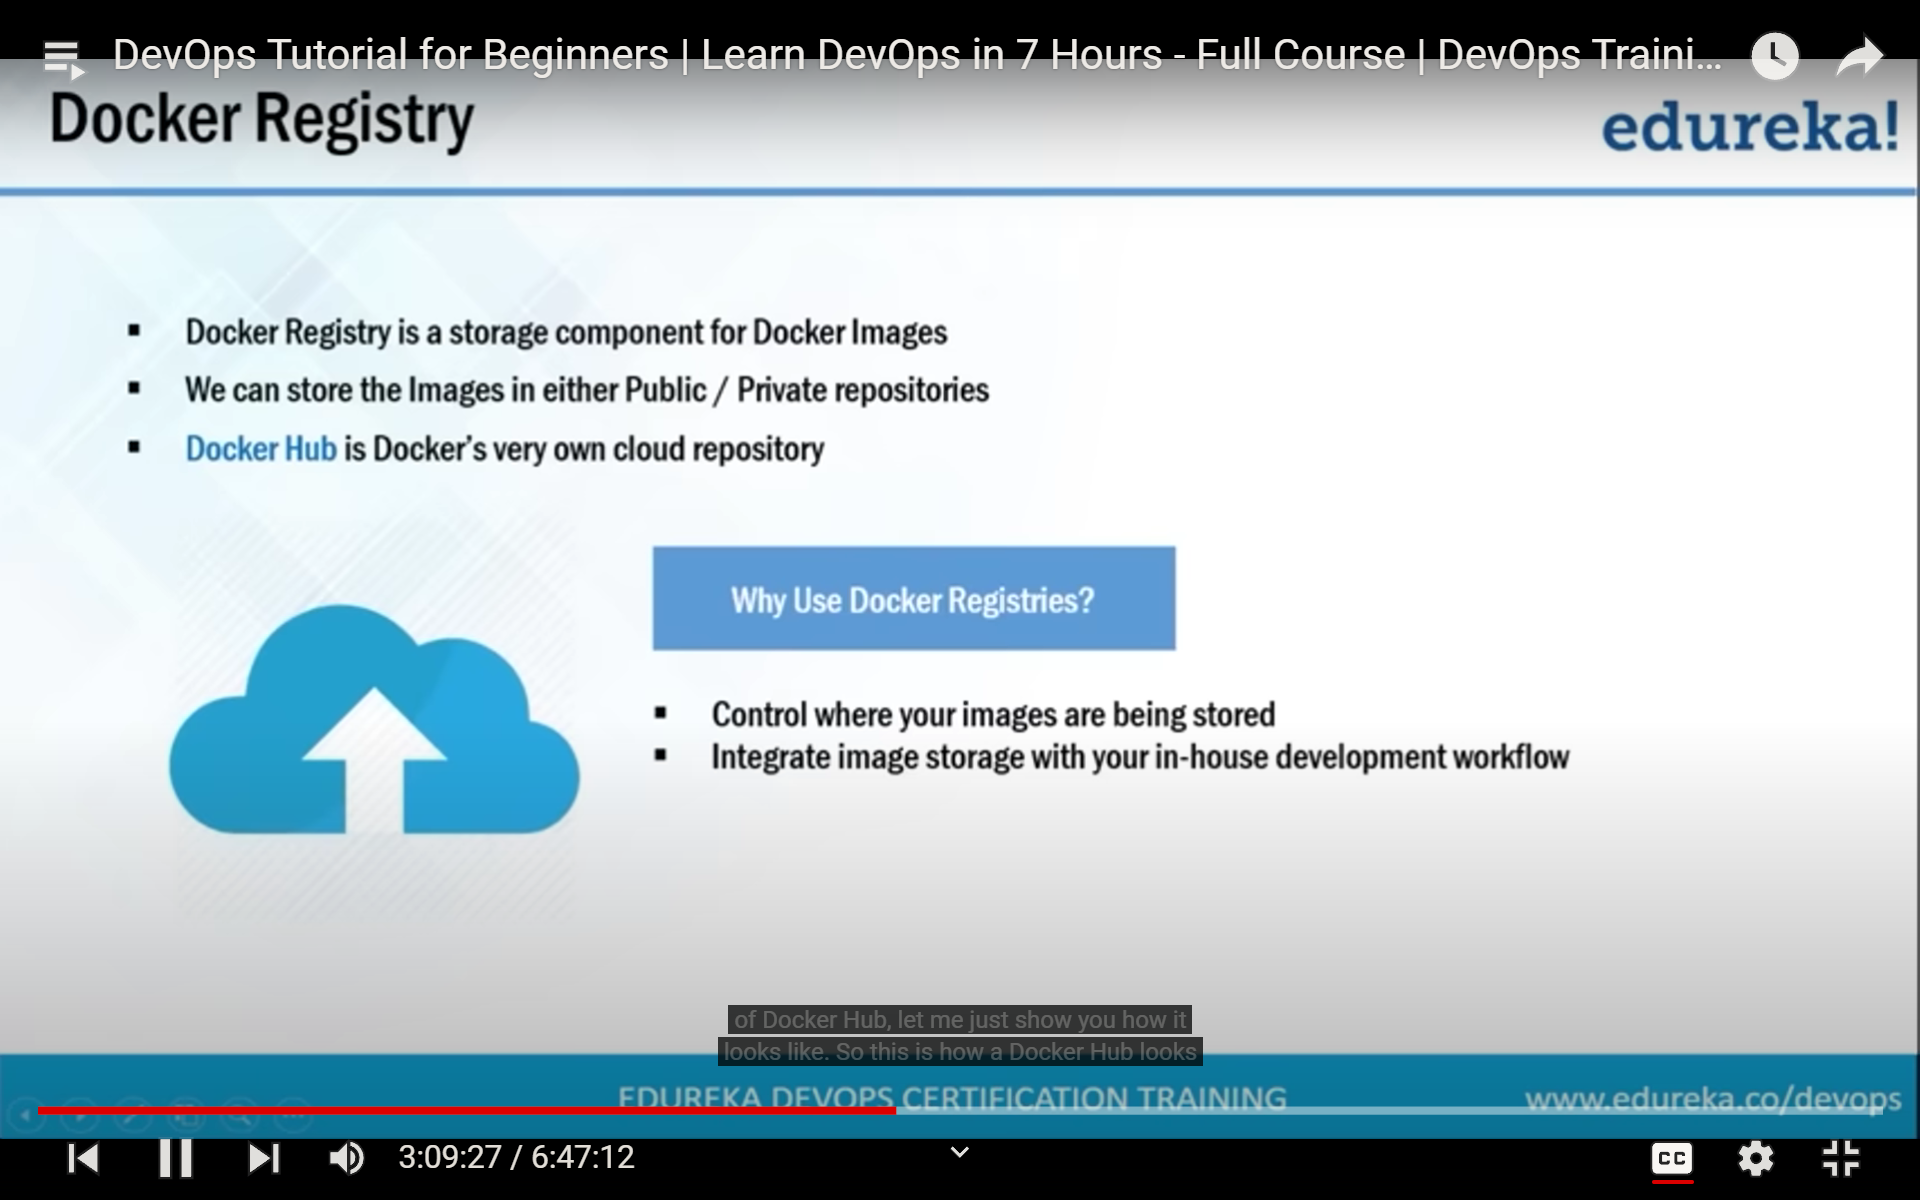 DevOps Tutorial for Beginners | Learn DevOps in 7 Hours - Full Course | DevOps Traini...
Docker Registry
edureka!
Docker Registry is a storage component for Docker Images
We can store the Images in either Public / Private repositories
Docker Hub is Docker's very own cloud repository
Why Use Docker Registries?
Control where your images are being stored
Integrate image storage with your in-house development workflow
of Docker Hub, let me just show you how it
looks like. So this is how a Docker Hub looks
EDUREKA DEVOPS CERTIFICATION TRAINING
www.edureka.co/devops
3:09:27 / 6:47:12
CC